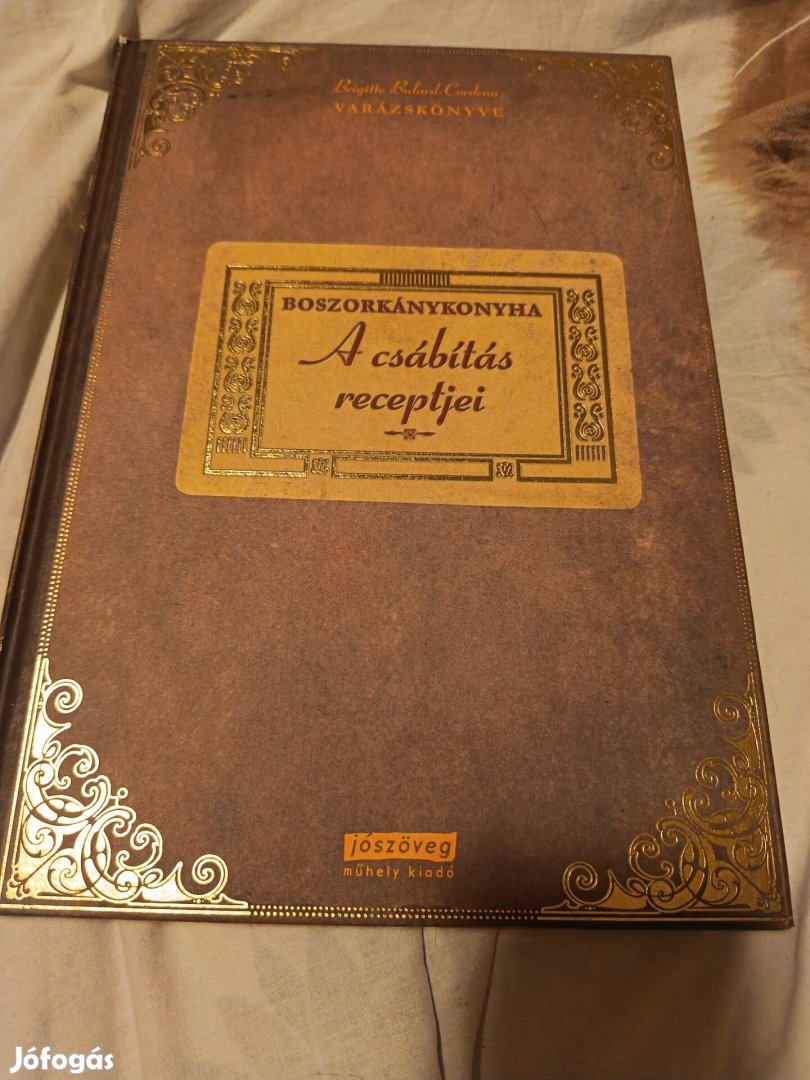 Brigitte Bulard-Cordeau
VARÁZSKÖNYVE
BOSZORKÁNYKONYHA
A csábítás
receptjei
jószöveg
műhely kiadó
Jófogás